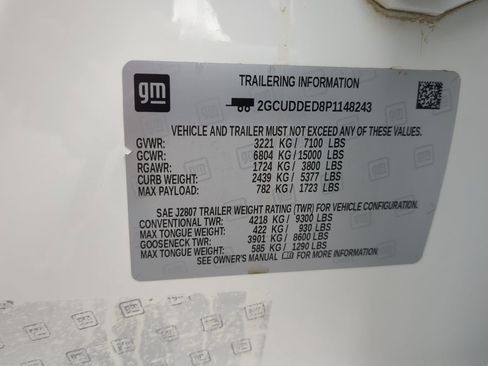 gm
TRAILERING INFORMATION
2GCUDDED8P1148243
VEHICLE AND TRAILER MUST NOT EXCEED ANY OF THESE VALUES.
GVWR: 3221 KG / 7100 LBS
GCWR: 6804 KG / 15000 LBS
RGAWR: 1724 KG / 3800 LBS
CURB WEIGHT: 2439 KG / 5377 LBS
MAX PAYLOAD: 782 KG / 1723 LBS
SAE J2807 TRAILER WEIGHT RATING (TWR) FOR VEHICLE CONFIGURATION.
CONVENTIONAL TWR: 4218 KG / 9300 LBS
MAX TONGUE WEIGHT: 422 KG / 930 LBS
GOOSENECK TWR: 3901 KG / 8600 LBS
MAX TONGUE WEIGHT: 585 KG / 1290 LBS
SEE OWNER'S MANUAL gm FOR MORE INFORMATION.